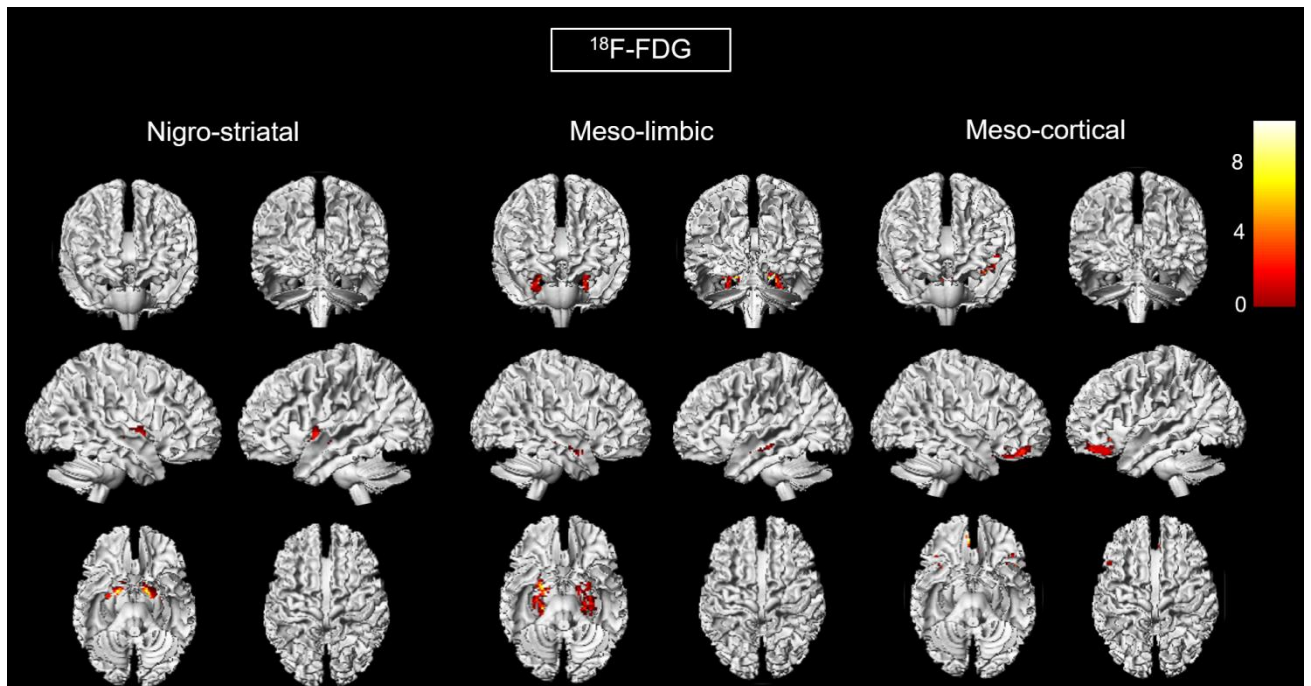 ¹⁸F-FDG
Nigro-striatal
Meso-limbic
Meso-cortical
8
4
0